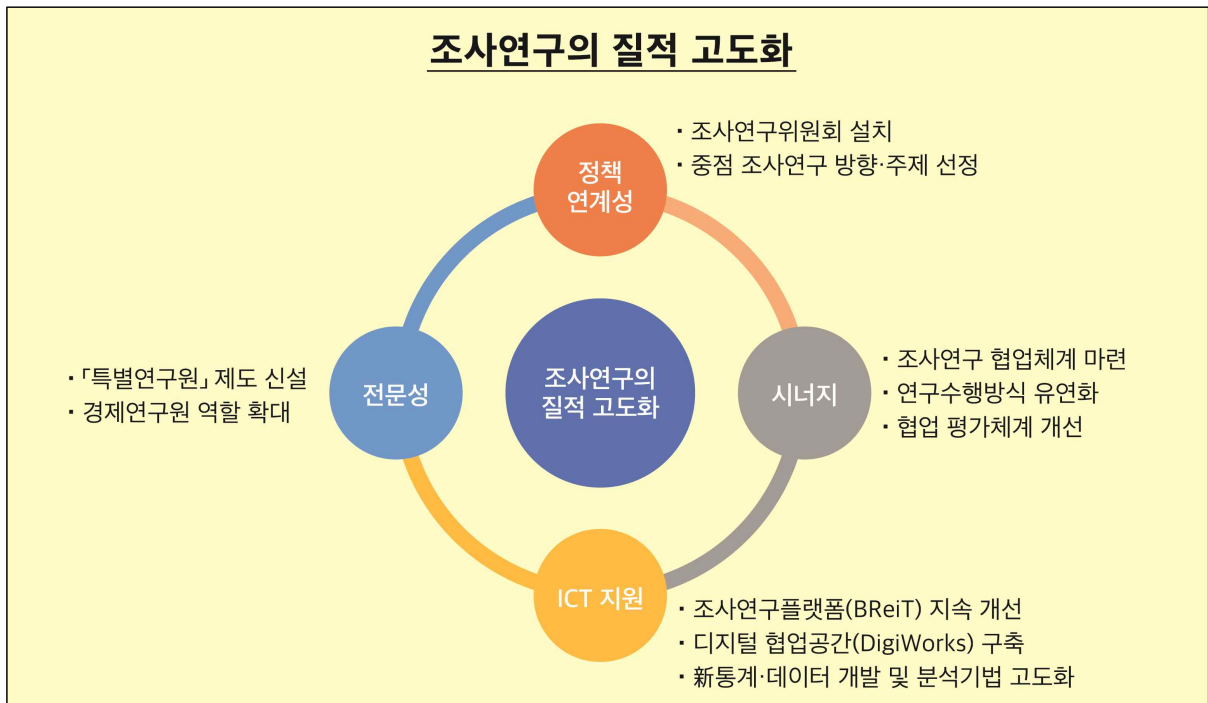 조사연구의 질적 고도화
정책
연계성
· 조사연구위원회 설치
· 중점 조사연구 방향·주제 선정
전문성
· 「특별연구원」 제도 신설
· 경제연구원 역할 확대
조사연구의
질적 고도화
시너지
· 조사연구 협업체계 마련
· 연구수행방식 유연화
· 협업 평가체계 개선
ICT 지원
· 조사연구플랫폼(BReiT) 지속 개선
· 디지털 협업공간(DigiWorks) 구축
· 新통계·데이터 개발 및 분석기법 고도화